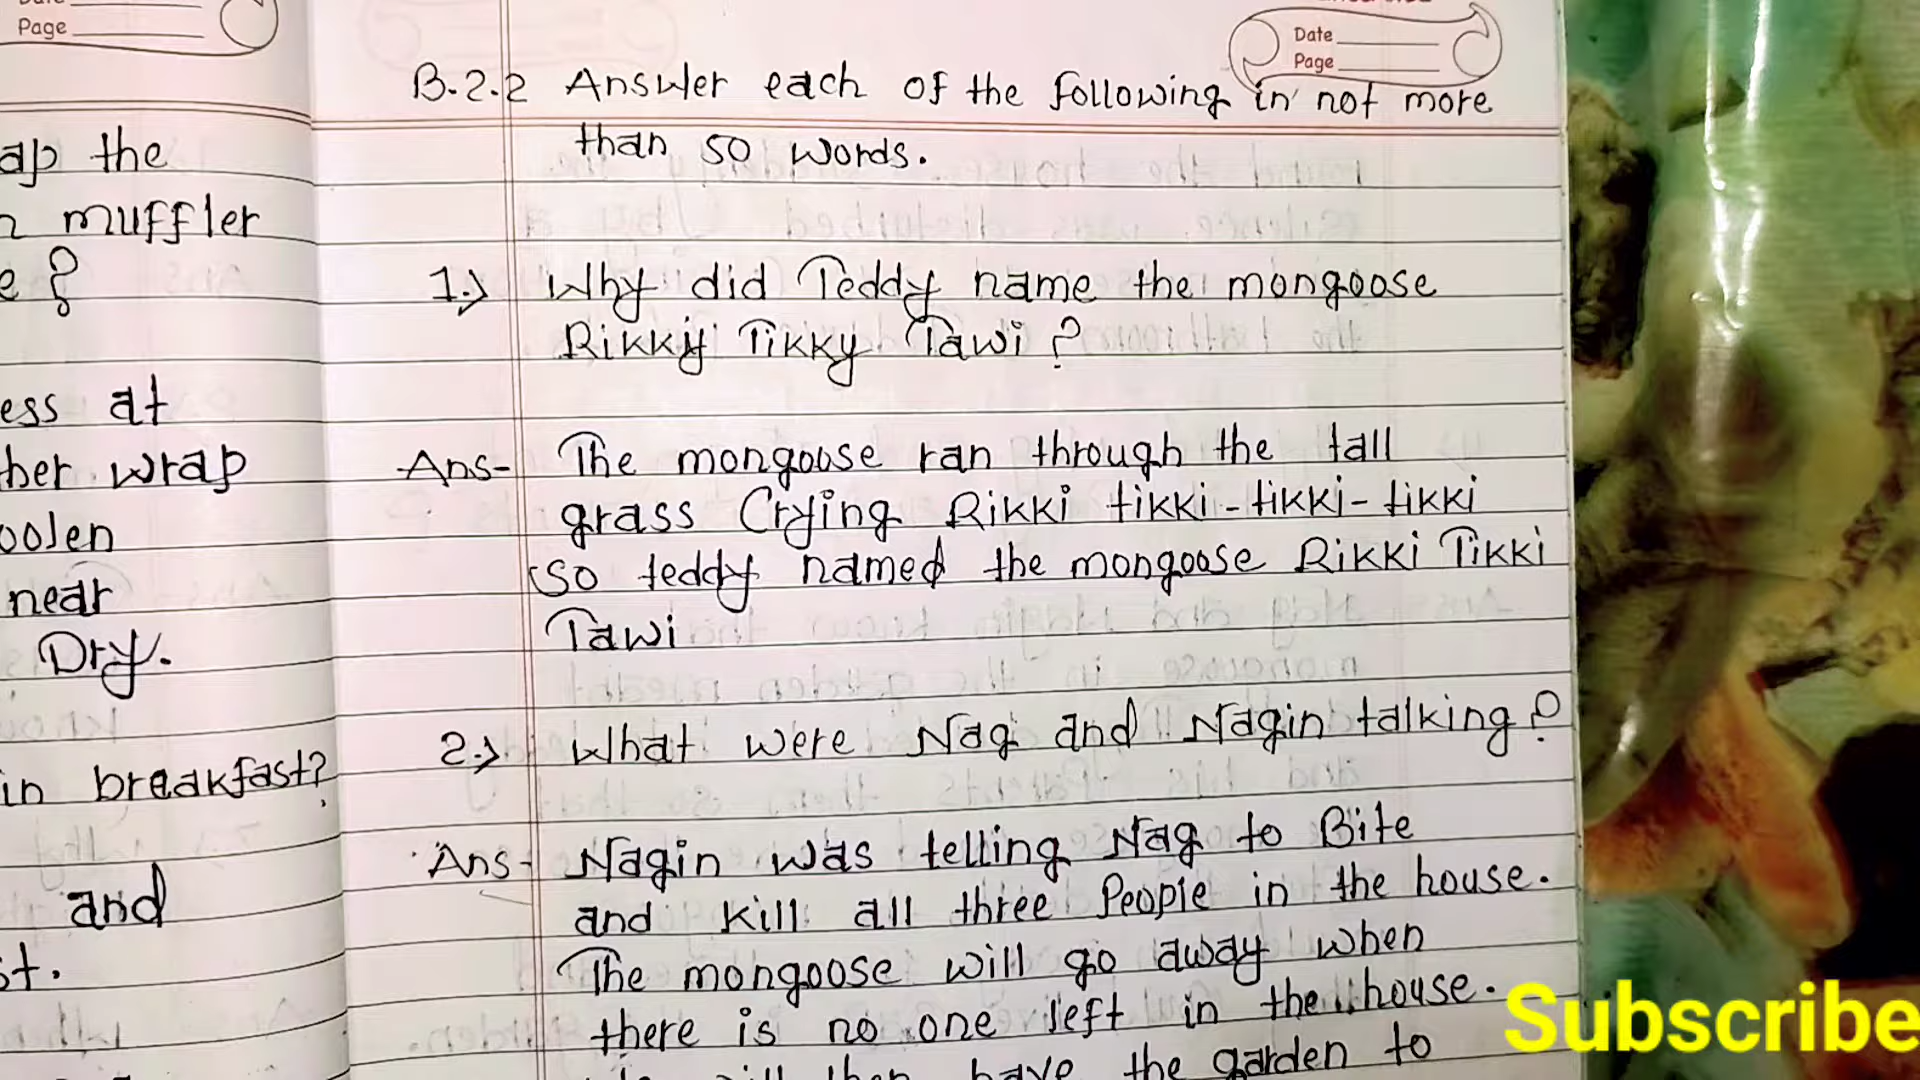 Page
Date
Page
ap the
muffler
e?
ess at
her wrap
oolen
near
Dry.
in breakfast?
and
st.
B.2.2 Answer each of the following in not more
than 50 words.
1.> Why did Teddy name the mongoose
Rikky Tikky Tawi?
Ans- The mongoose ran through the tall
grass Crying Rikki tikki-tikki-tikki
so teddy named the mongoose Rikki Tikki
Tawi
2.> What were Nag and Nagin talking?
Ans- Nagin was telling Nag to Bite
and kill all three People in the house.
The mongoose will go away when
there is no one left in the house.
will then have the garden to
Subscribe